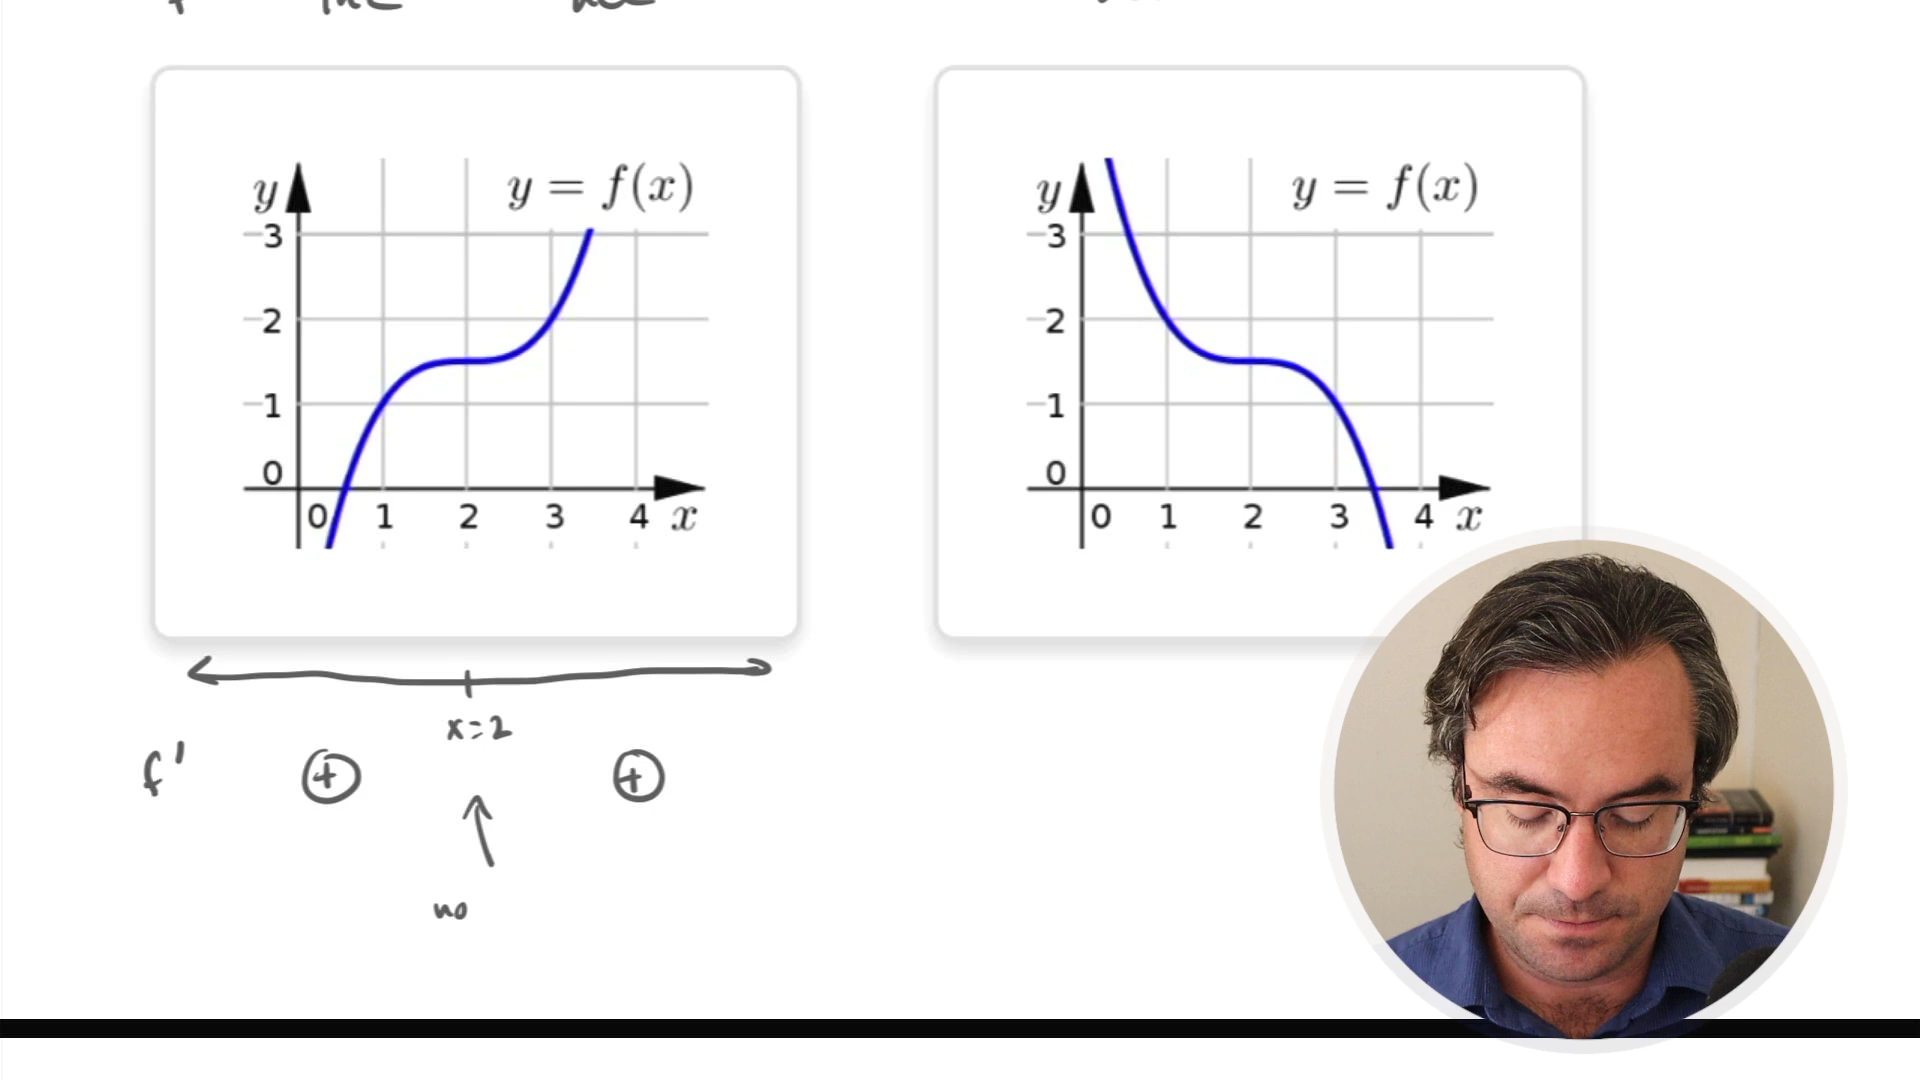 y
y = f(x)
3
2
1
0
0 1 2 3 4 x
y
y = f(x)
3
2
1
0
0 1 2 3 4 x
x=2
f' + +
no